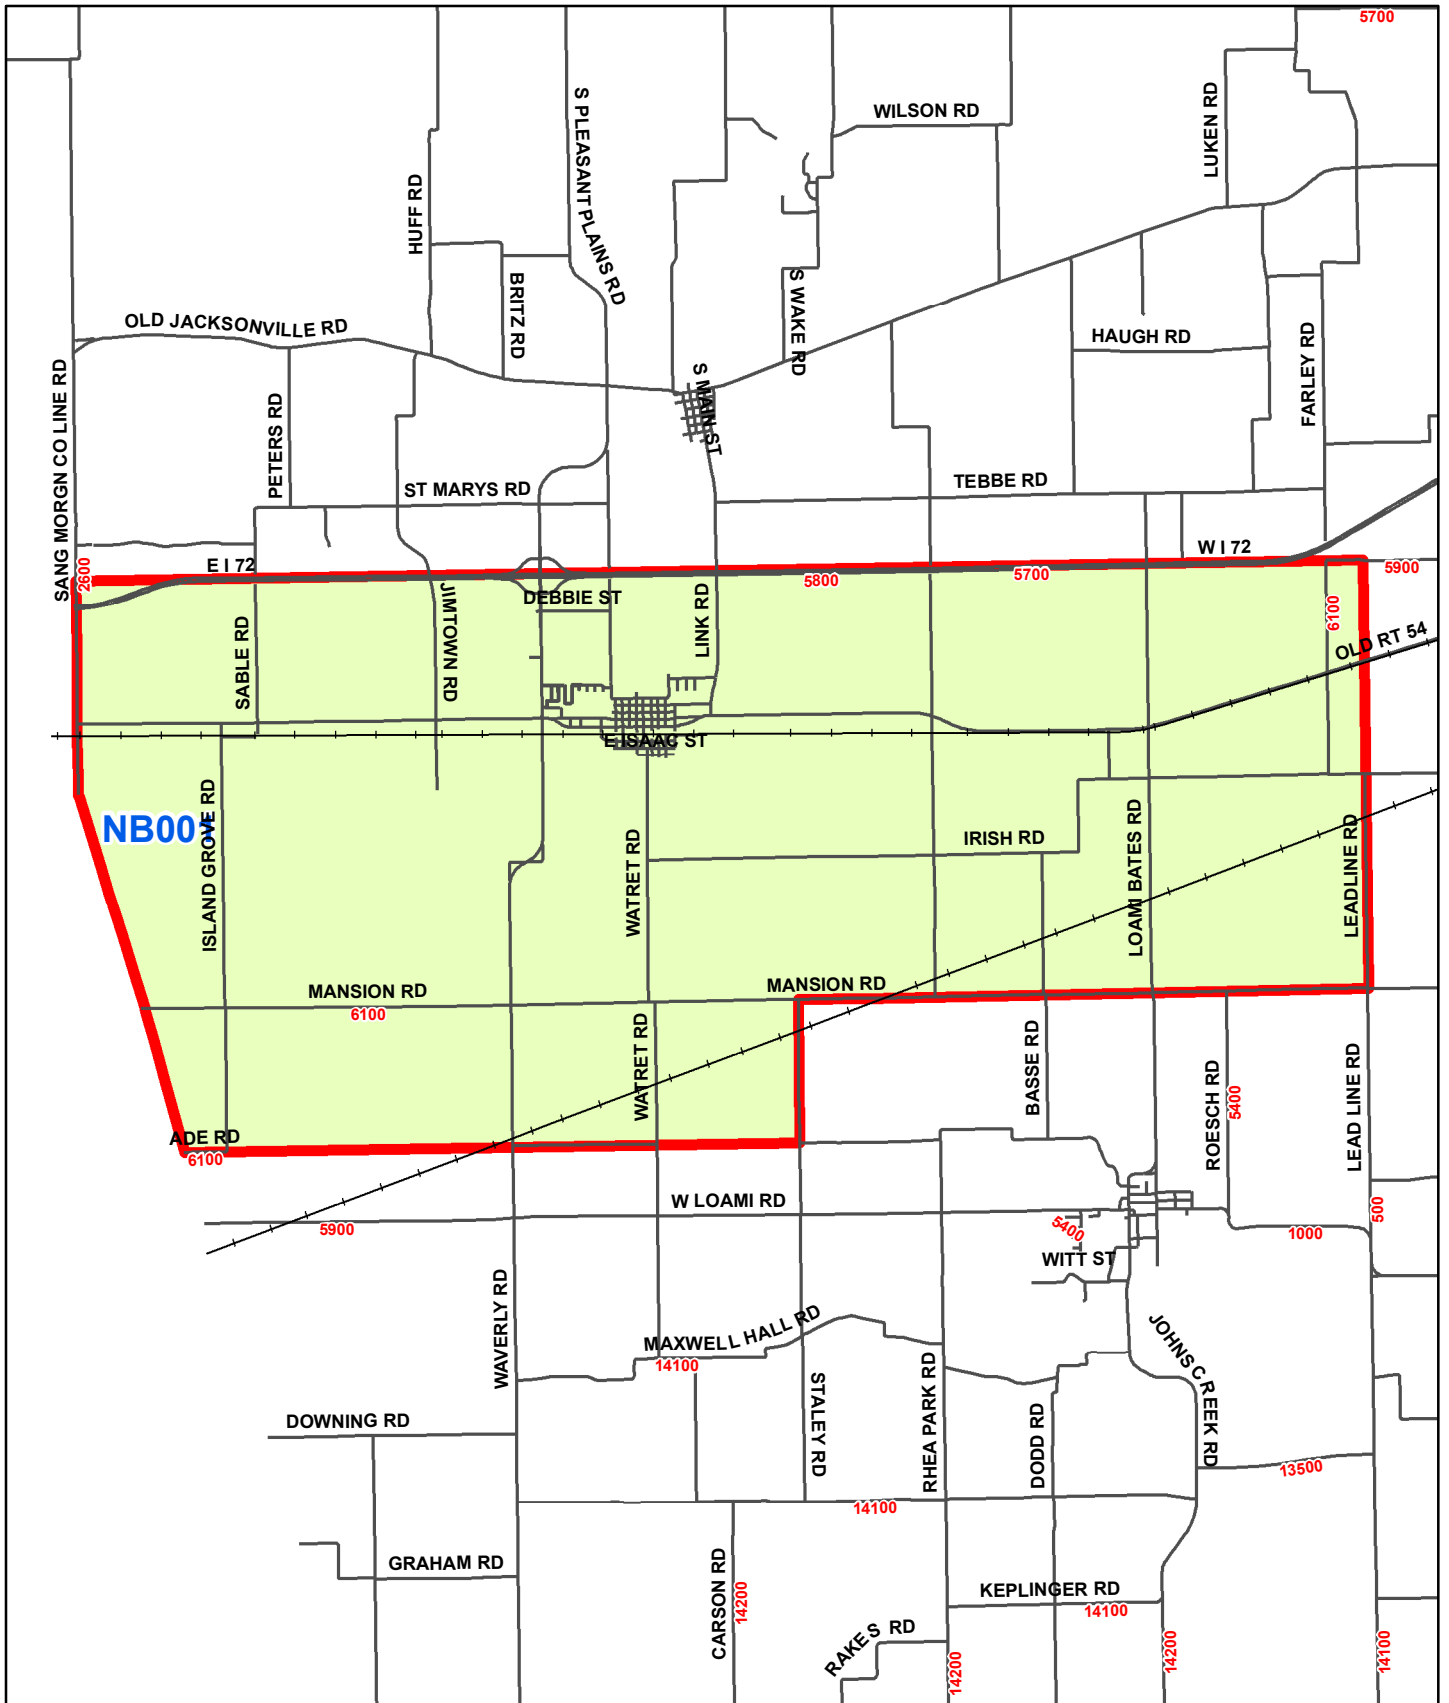 5700
WILSON RD
LUKEN RD
S PLEASANT PLAINS RD
HUFF RD
BRITZ RD
S WAKE RD
OLD JACKSONVILLE RD
HAUGH RD
FARLEY RD
SANG MORGN CO LINE RD
PETERS RD
S MAIN ST
ST MARYS RD
TEBBE RD
E I 72
W I 72
2600
5800
5700
5900
DEBBIE ST
JIMTOWN RD
LINK RD
6100
SABLE RD
OLD RT 54
E ISAAC ST
NB00
ISLAND GROVE RD
WATRET RD
IRISH RD
LOAMI BATES RD
LEADLINE RD
MANSION RD
6100
MANSION RD
WATRET RD
BASSE RD
ROESCH RD
5400
LEAD LINE RD
ADE RD
6100
W LOAMI RD
5900
5400
1000
500
WITT ST
WAVERLY RD
MAXWELL HALL RD
14100
JOHNS CREEK RD
STALEY RD
RHEA PARK RD
DODD RD
DOWNING RD
13500
14100
GRAHAM RD
CARSON RD
14200
KEPLINGER RD
14100
RAKES RD
14200
14200
14100